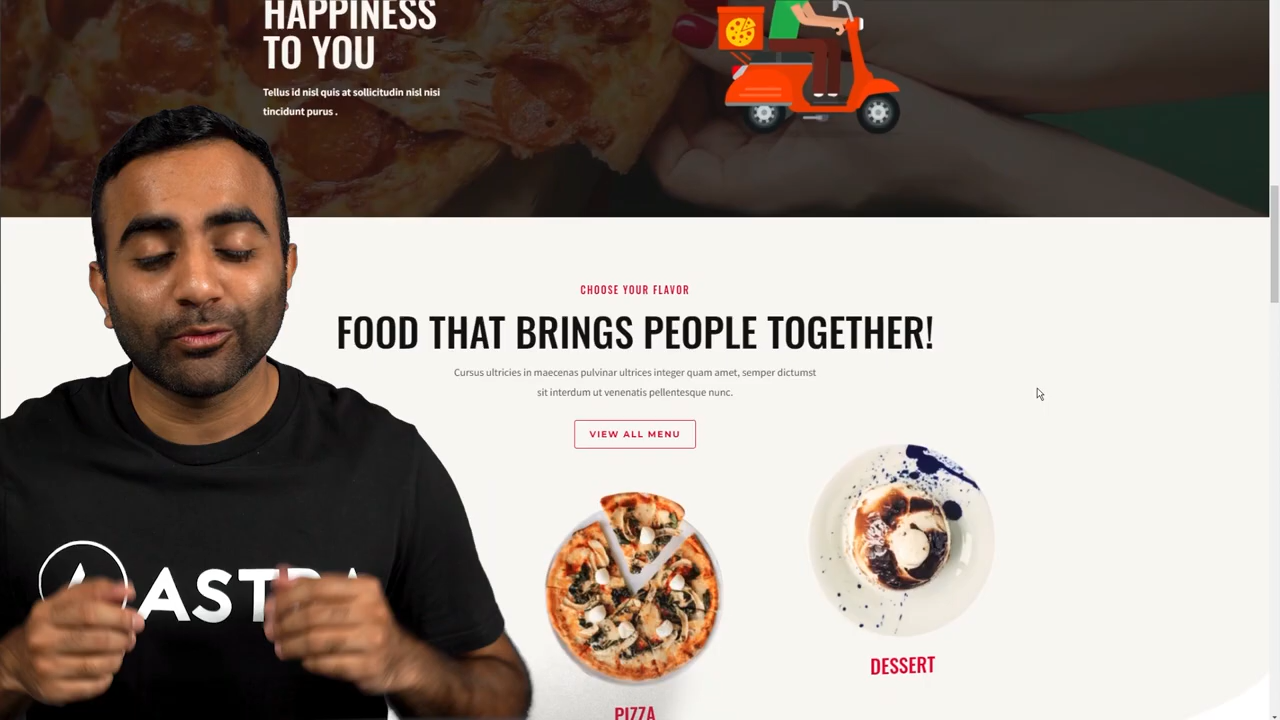 HAPPINESS
TO YOU
Tellus id nisl quis at sollicitudin nisl nisi
tincidunt purus .
CHOOSE YOUR FLAVOR
FOOD THAT BRINGS PEOPLE TOGETHER!
Cursus ultricies in maecenas pulvinar ultrices integer quam amet, semper dictumst
sit interdum ut venenatis pellentesque nunc.
VIEW ALL MENU
DESSERT
PIZZA
ASTRA